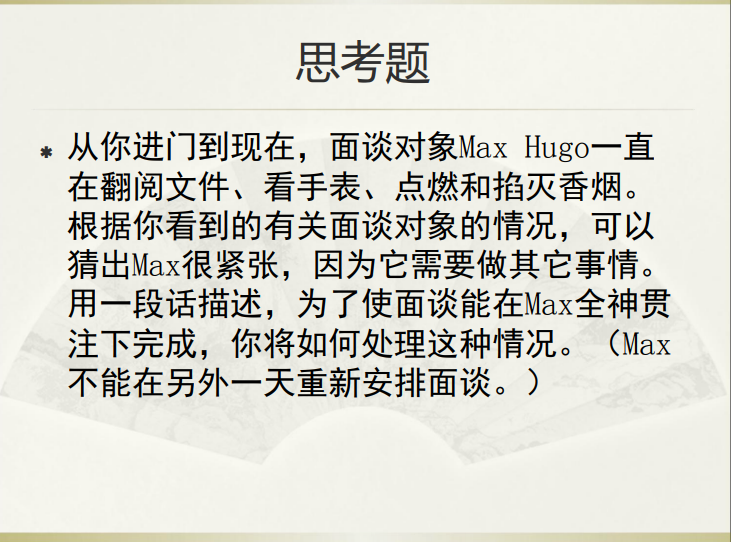 思考题
从你进门到现在，面谈对象Max Hugo一直
在翻阅文件、看手表、点燃和掐灭香烟。
根据你看到的有关面谈对象的情况，可以
猜出Max很紧张，因为它需要做其它事情。
用一段话描述，为了使面谈能在Max全神贯
注下完成，你将如何处理这种情况。（Max
不能在另外一天重新安排面谈。）